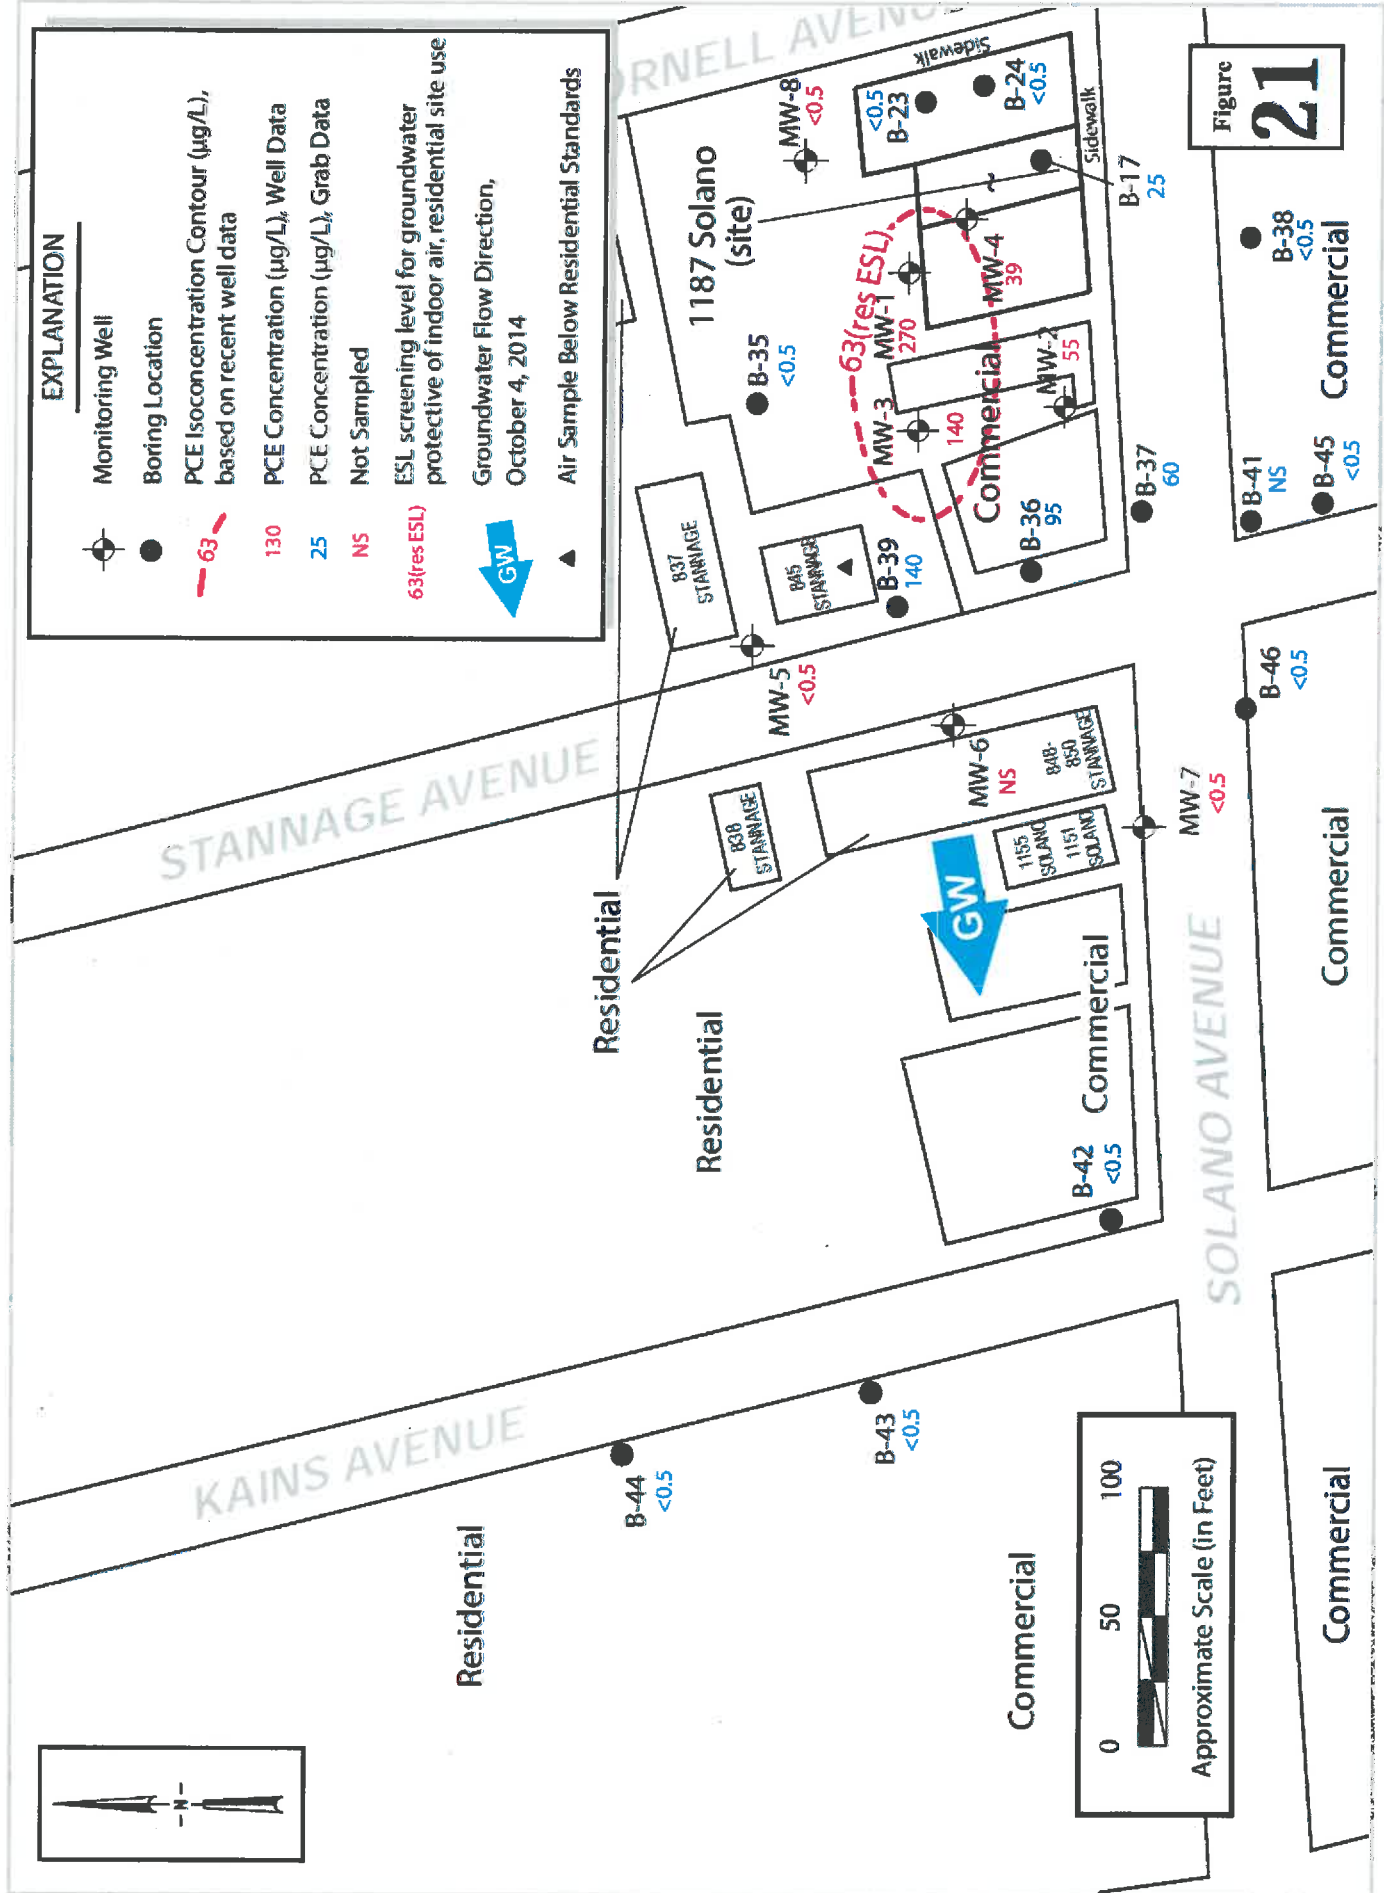 EXPLANATION
Monitoring Well
Boring Location
63
PCE Isoconcentration Contour (µg/L),
based on recent well data
130
PCE Concentration (µg/L), Well Data
25
PCE Concentration (µg/L), Grab Data
NS
Not Sampled
63(res ESL)
ESL screening level for groundwater
protective of indoor air, residential site use
GW
Groundwater Flow Direction,
October 4, 2014
Air Sample Below Residential Standards
-N-
KAINS AVENUE
STANNAGE AVENUE
SOLANO AVENUE
Residential
Residential
Residential
B-44
<0.5
B-43
<0.5
Commercial
B-42
<0.5
Commercial
GW
838
STANNAGE
837
STANNAGE
845
STANNAGE
MW-5
<0.5
MW-6
NS
848-
850
STANNAGE
1155
SOLANO
1151
SOLANO
MW-7
<0.5
1187 Solano
(site)
MW-8
<0.5
B-35
<0.5
B-39
140
MW-3
140
63(res ESL)
MW-1
270
MW-4
39
Commercial
MW-2
55
B-36
95
B-37
60
<0.5
B-23
B-24
<0.5
B-17
25
Sidewalk
Sidewalk
B-38
<0.5
B-41
NS
B-45
<0.5
B-46
<0.5
Commercial
Commercial
Commercial
0
50
100
Approximate Scale (in Feet)
Figure
21